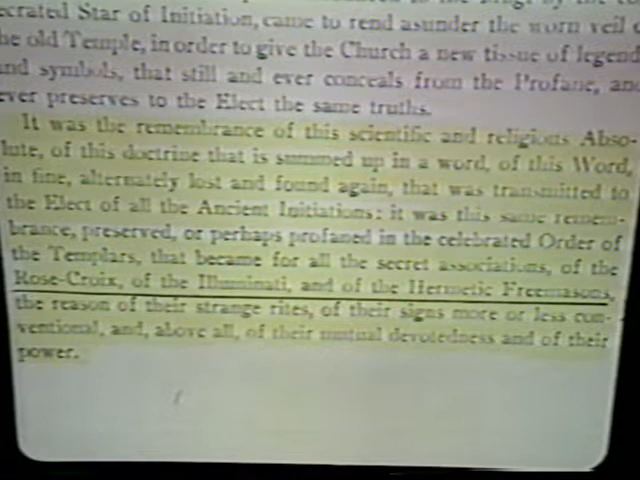 crated Star of Initiation, came to rend asunder the worn veil
he old Temple, in order to give the Church a new tissue of legend
and symbols, that still and ever conceals from the Profane, and
ever preserves to the Elect the same truths.
It was the remembrance of this scientific and religious Abso-
lute, of this doctrine that is summed up in a word, of this Word,
in fine, alternately lost and found again, that was transmitted to
the Elect of all the Ancient Initiations: it was this same remem-
brance, preserved, or perhaps profaned in the celebrated Order of
the Templars, that became for all the secret associations, of the
Rose-Croix, of the Illuminati, and of the Hermetic Freemasons,
the reason of their strange rites, of their signs more or less con-
ventional, and, above all, of their mutual devotedness and of their
power.